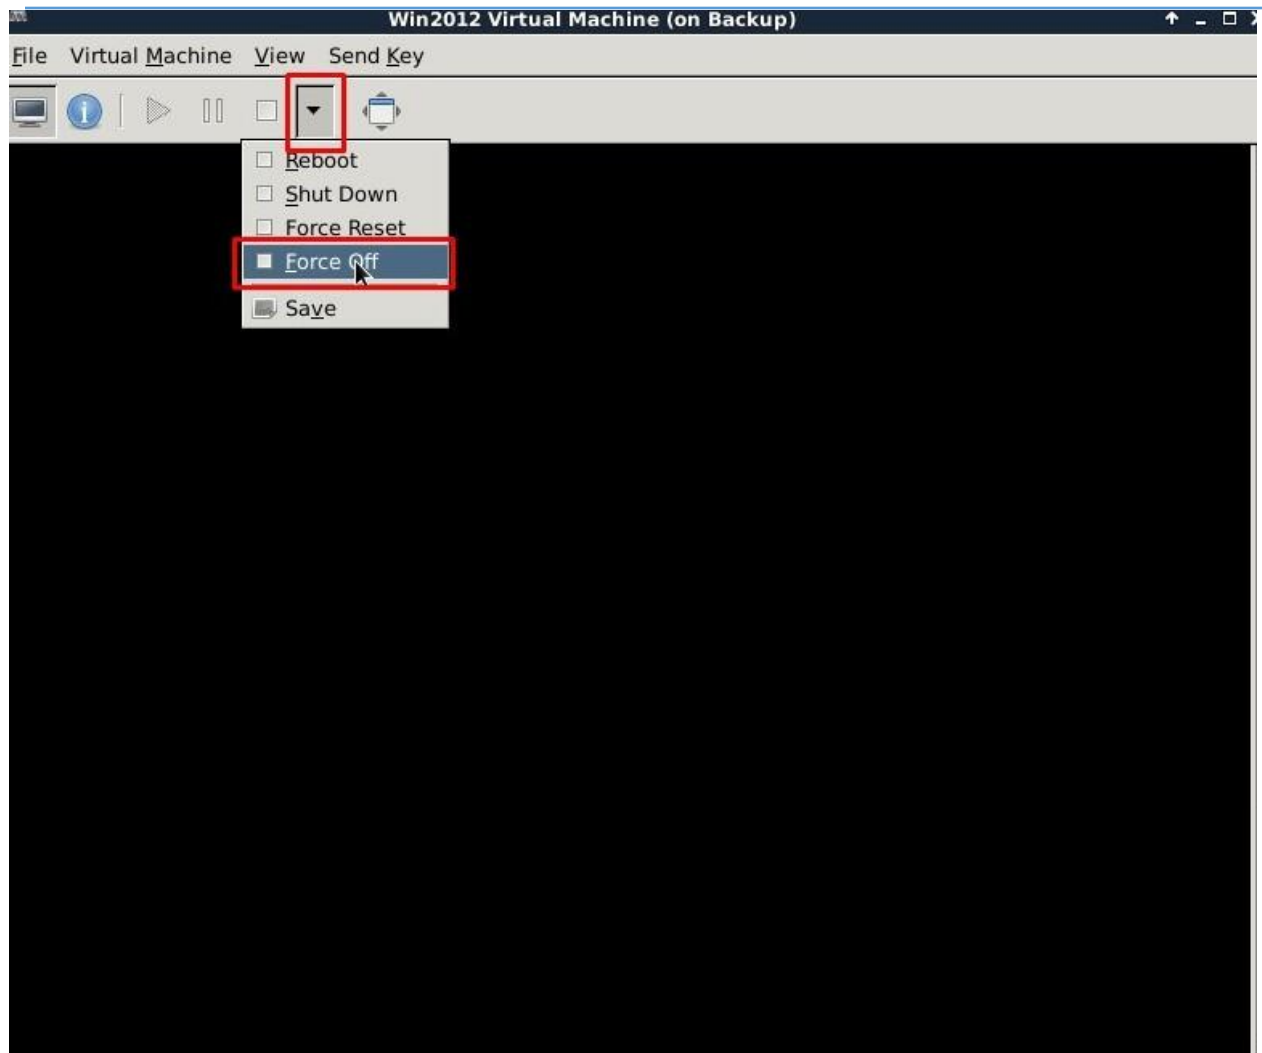 Win2012 Virtual Machine (on Backup)
File Virtual Machine View Send Key
Reboot
Shut Down
Force Reset
Force Off
Save